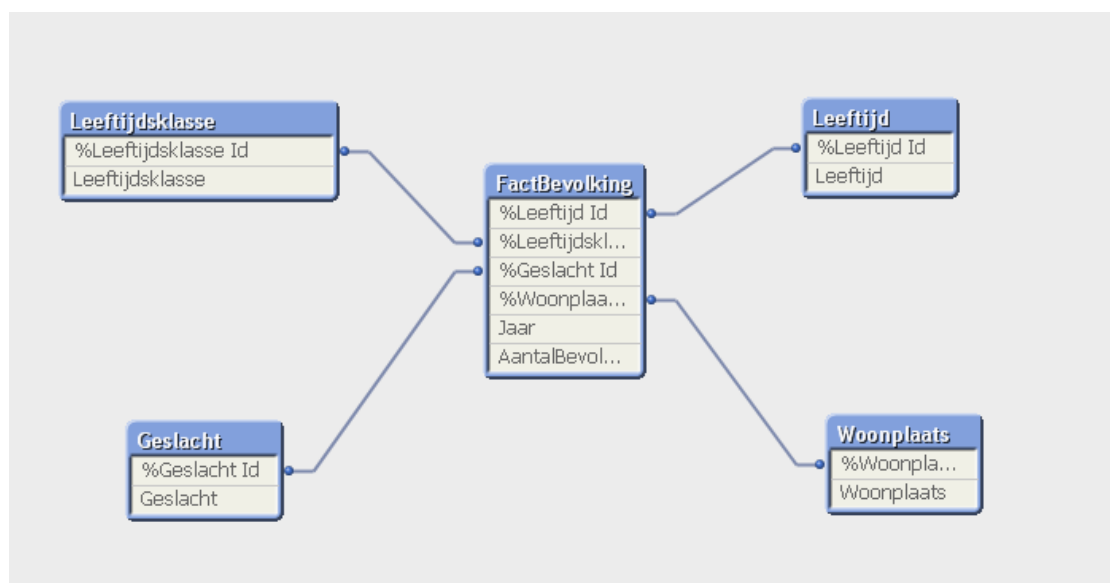 Leeftijdsklasse
%Leeftijdsklasse Id
Leeftijdsklasse
FactBevolking
%Leeftijd Id
%Leeftijdskl...
%Geslacht Id
%Woonplaa...
Jaar
AantalBevol...
Leeftijd
%Leeftijd Id
Leeftijd
Geslacht
%Geslacht Id
Geslacht
Woonplaats
%Woonpla...
Woonplaats